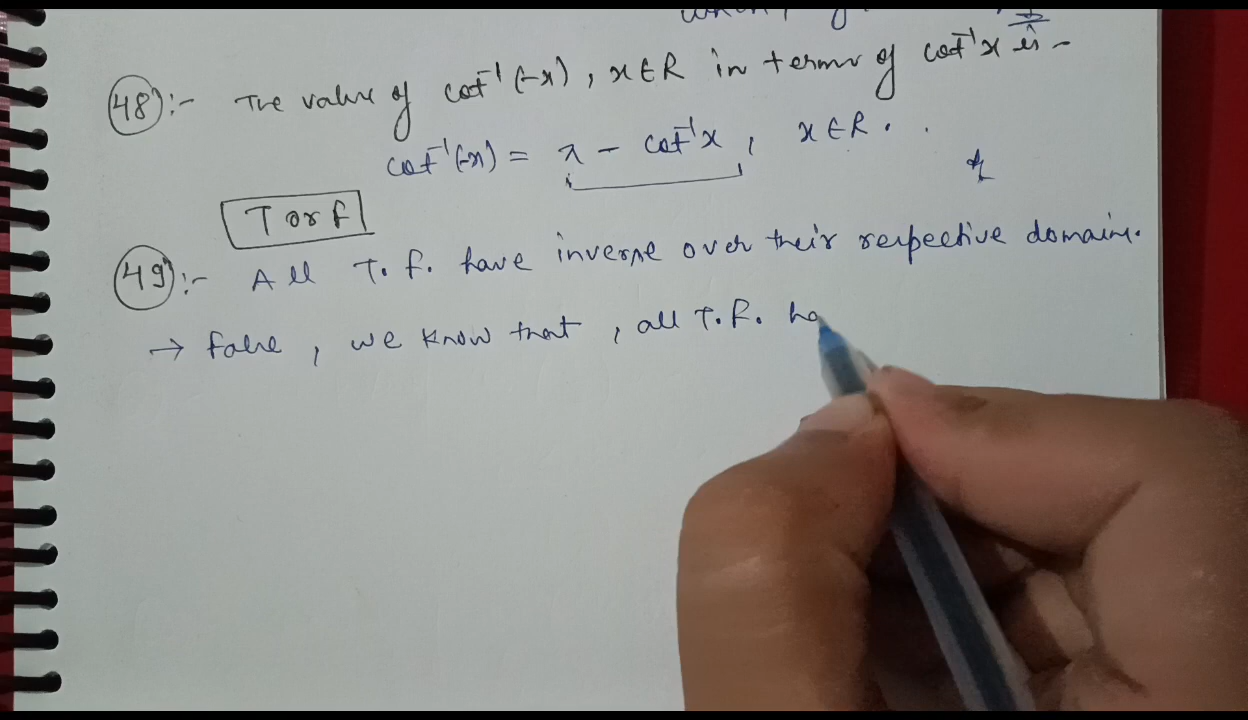 (48):- The value of cot⁻¹(-x), x∈R in terms of cot⁻¹x is -
cot⁻¹(-x) = π - cot⁻¹x, x∈R.
T or F
(49):- All T. f. have inverse over their respective domains.
→ false, we know that, all T.F. ha